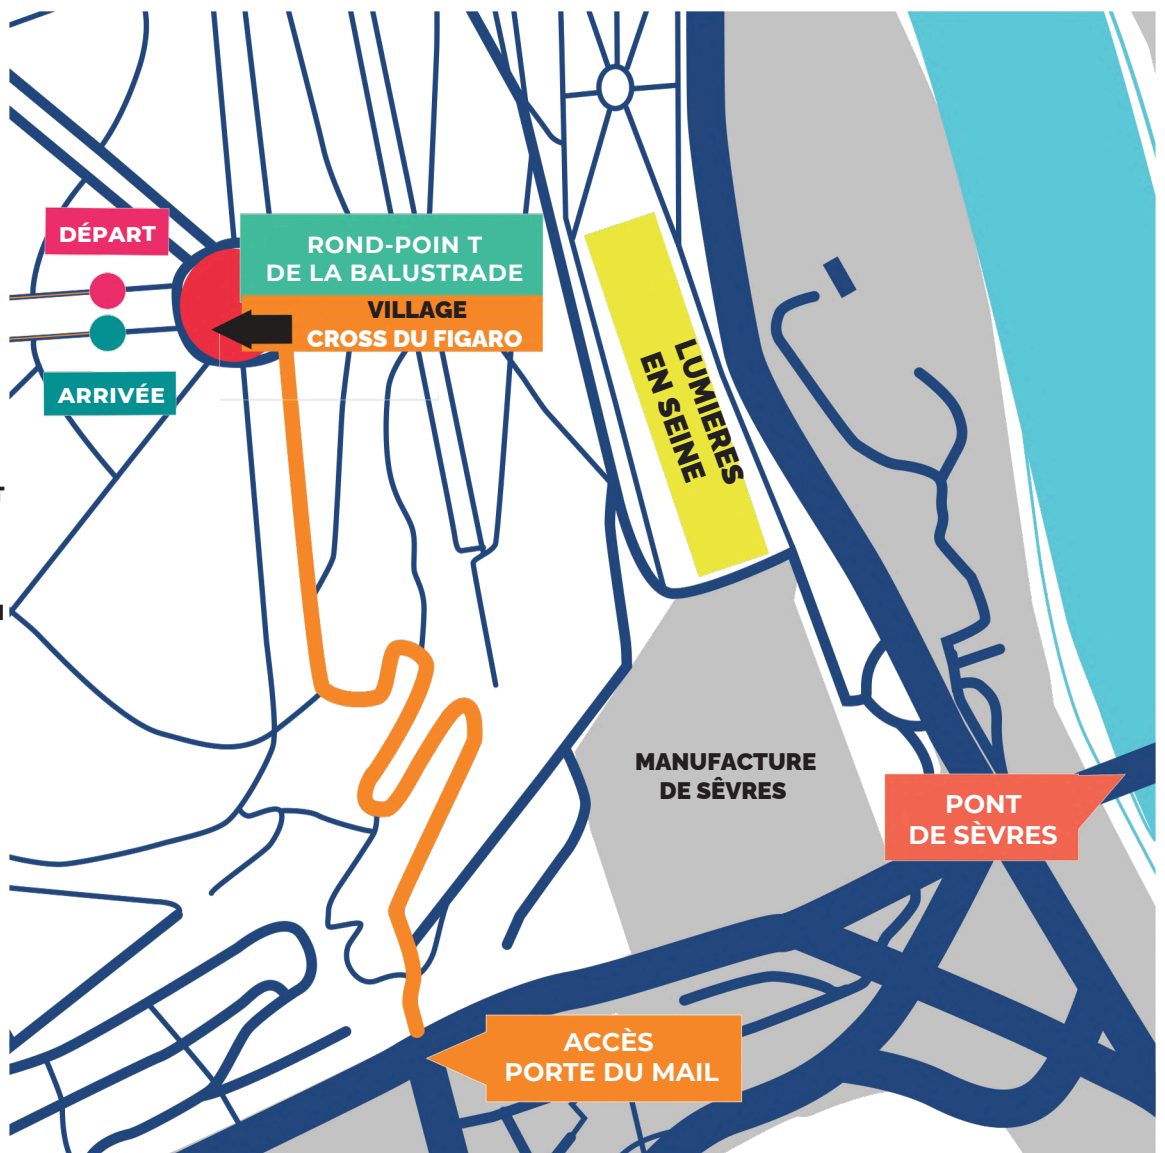 DÉPART
ROND-POIN T
DE LA BALUSTRADE
VILLAGE
CROSS DU FIGARO
ARRIVÉE
LUMIERES
EN SEINE
MANUFACTURE
DE SÊVRES
PONT
DE SÈVRES
ACCÈS
PORTE DU MAIL